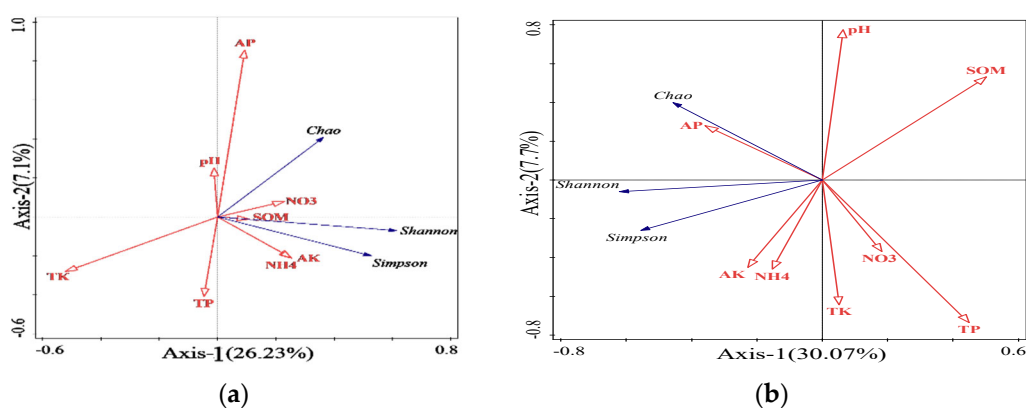 1.0
AP
Chao
pH
NO3
SOM
Shannon
AK
NH4
Simpson
TK
TP
-0.6
-0.6
0.8
Axis-2(7.1%)
Axis-1(26.23%)
(a)
0.8
pH
SOM
Chao
AP
Shannon
Simpson
NO3
AK
NH4
TK
TP
-0.8
-0.8
0.6
Axis-2(7.7%)
Axis-1(30.07%)
(b)